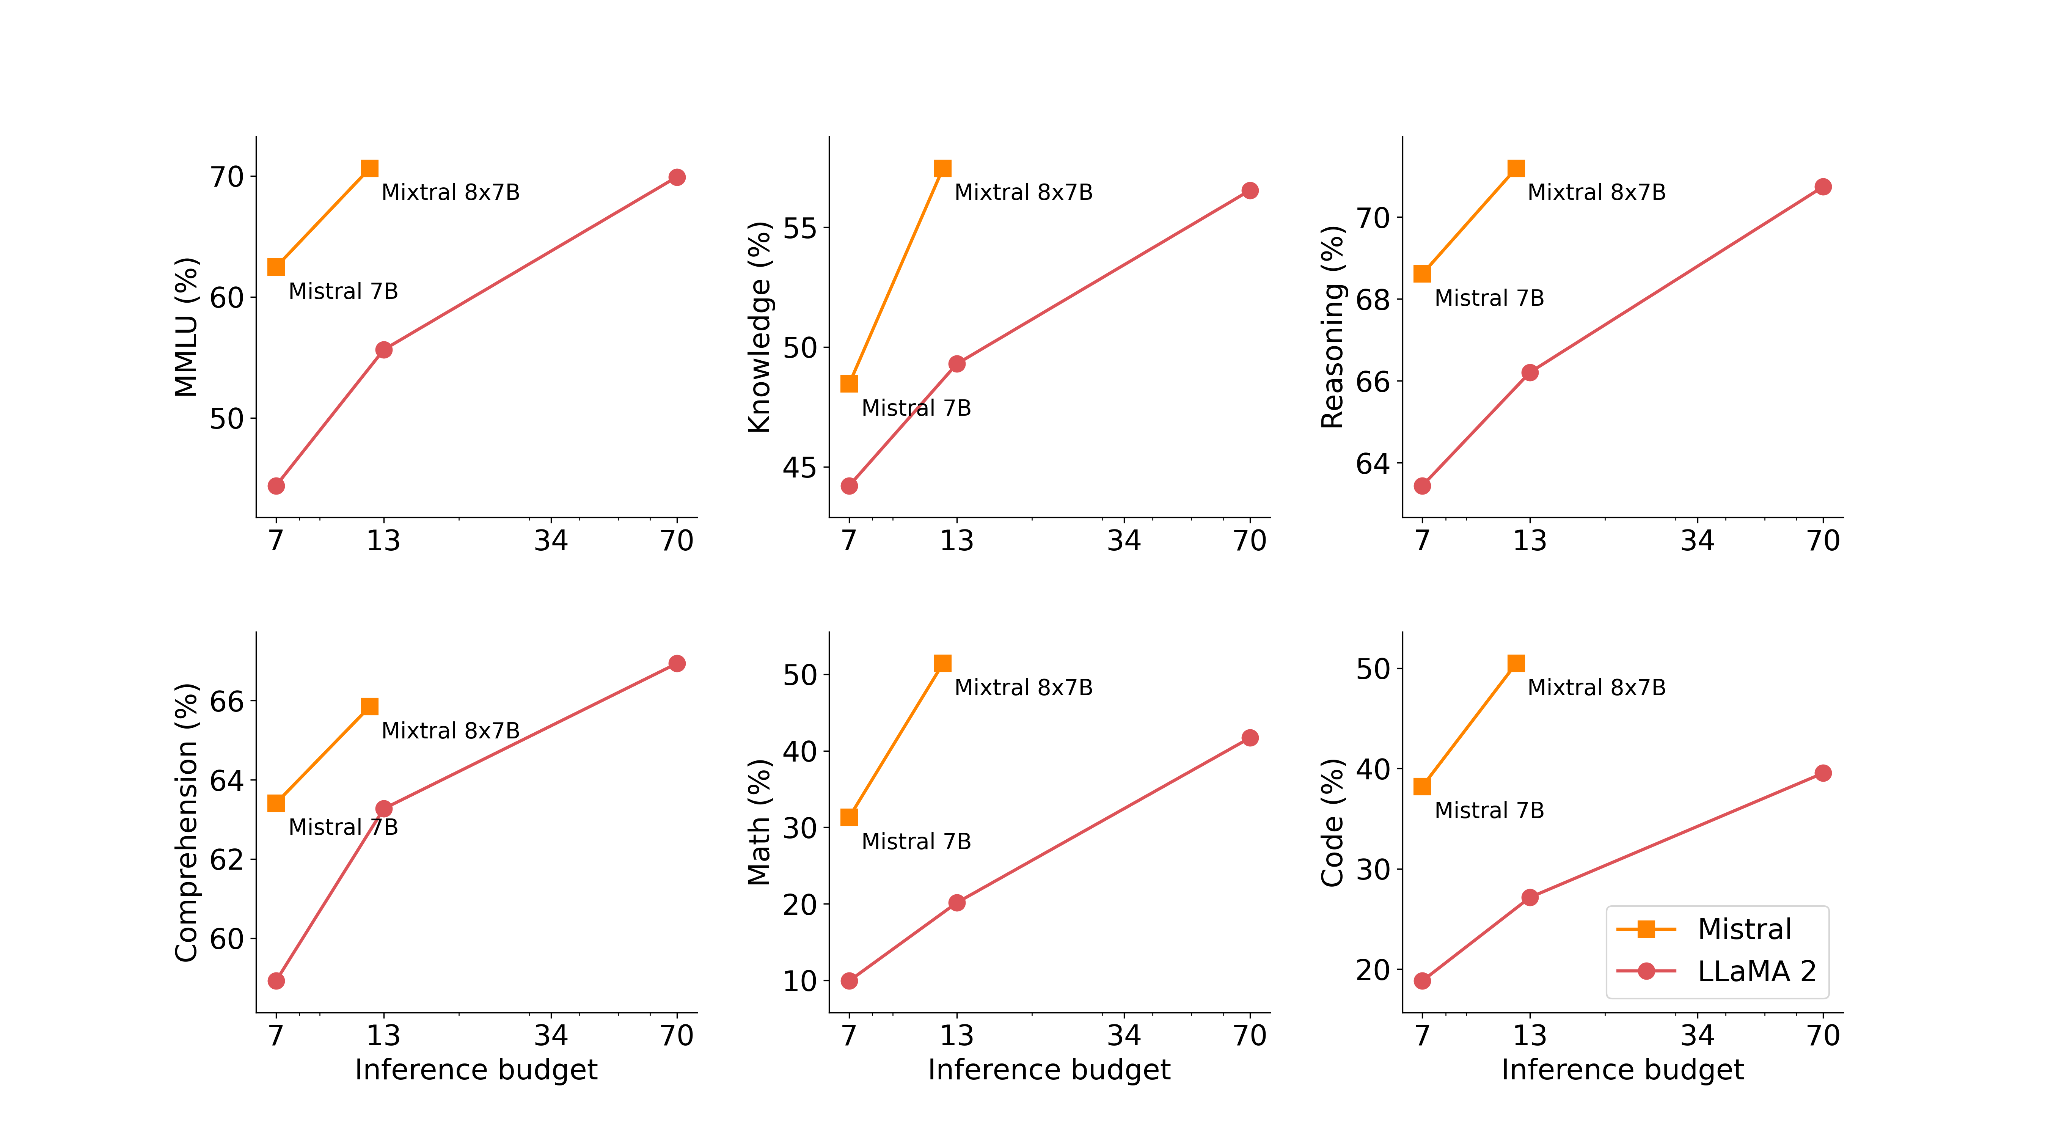 MMLU (%)
70
60
50
Mixtral 8x7B
Mistral 7B
7 13 34 70
Knowledge (%)
55
50
45
Mixtral 8x7B
Mistral 7B
7 13 34 70
Reasoning (%)
70
68
66
64
Mixtral 8x7B
Mistral 7B
7 13 34 70
Comprehension (%)
66
64
62
60
Mixtral 8x7B
Mistral 7B
7 13 34 70
Inference budget
Math (%)
50
40
30
20
10
Mixtral 8x7B
Mistral 7B
7 13 34 70
Inference budget
Code (%)
50
40
30
20
Mixtral 8x7B
Mistral 7B
Mistral
LLaMA 2
7 13 34 70
Inference budget